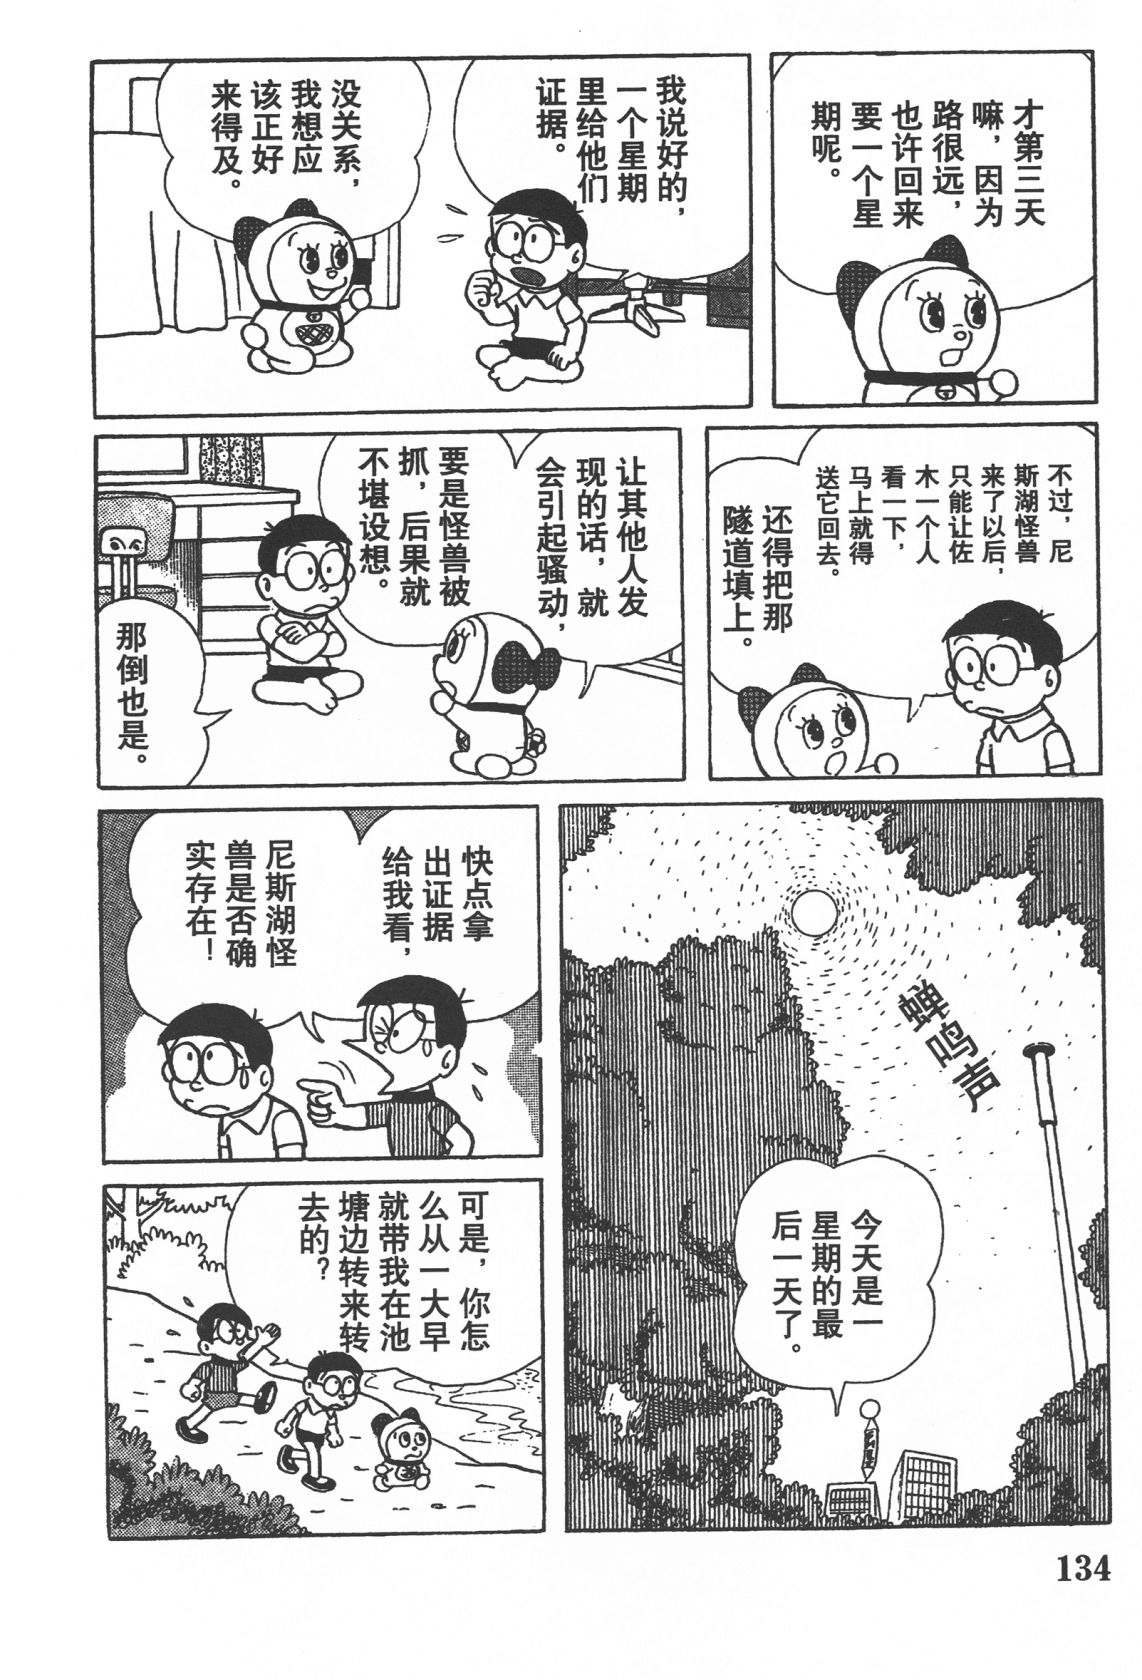 才第三天
嘛，因为
路很远，
也许回来
要一个星
期呢。
我说好的，
一个星期
里给他们
证据。
没关系，
我想应
该正好
来得及。
不过，尼
斯湖怪兽
来了以后，
只能让佐
木一个人
看一下，
马上就得
送它回去。
还得把那
隧道填上。
让其他人发
现的话，就
会引起骚动，
要是怪兽被
抓，后果就
不堪设想。
那倒也是。
蝉鸣声
今天是一
星期的最
后一天了。
快点拿
出证据
给我看，
尼斯湖怪
兽是否确
实存在！
可是，你怎
么从一大早
就带我在池
塘边转来转
去的？
134